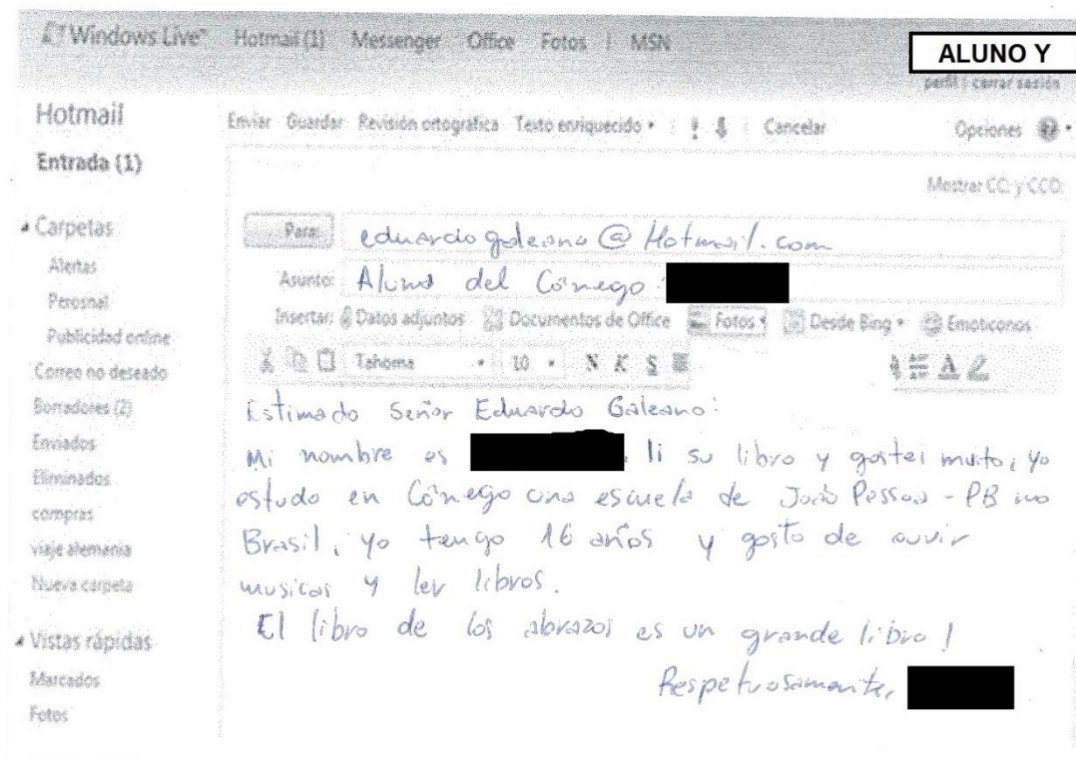 Windows Live™ Hotmail (1) Messenger Office Fotos | MSN
ALUNO Y
perfil | cerrar sesión
Hotmail
Enviar Guardar Revisión ortográfica Texto enriquecido Cancelar Opciones
Entrada (1)
Mostrar CC y CCO
Carpetas
Para: eduardogaleano@Hotmail.com
Alertas
Asunto: Aluno del Cônego
Perosnal
Insertar: Datos adjuntos Documentos de Office Fotos Desde Bing Emoticonos
Publicidad online
Tahoma 10 N K S A
Correo no deseado
Borradores (2)
Estimado Señor Eduardo Galeano:
Enviados
Mi nombre es li su libro y gostei muito, yo
Eliminados
estudo en Cônego una escuela de João Pessoa - PB no
compras
Brasil, yo tengo 16 años y gosto de ouvir
viaje alemania
musicas y ler libros.
Nueva carpeta
El libro de los abrazos es un grande libro!
Vistas rápidas
Respetuosamente,
Marcados
Fotos